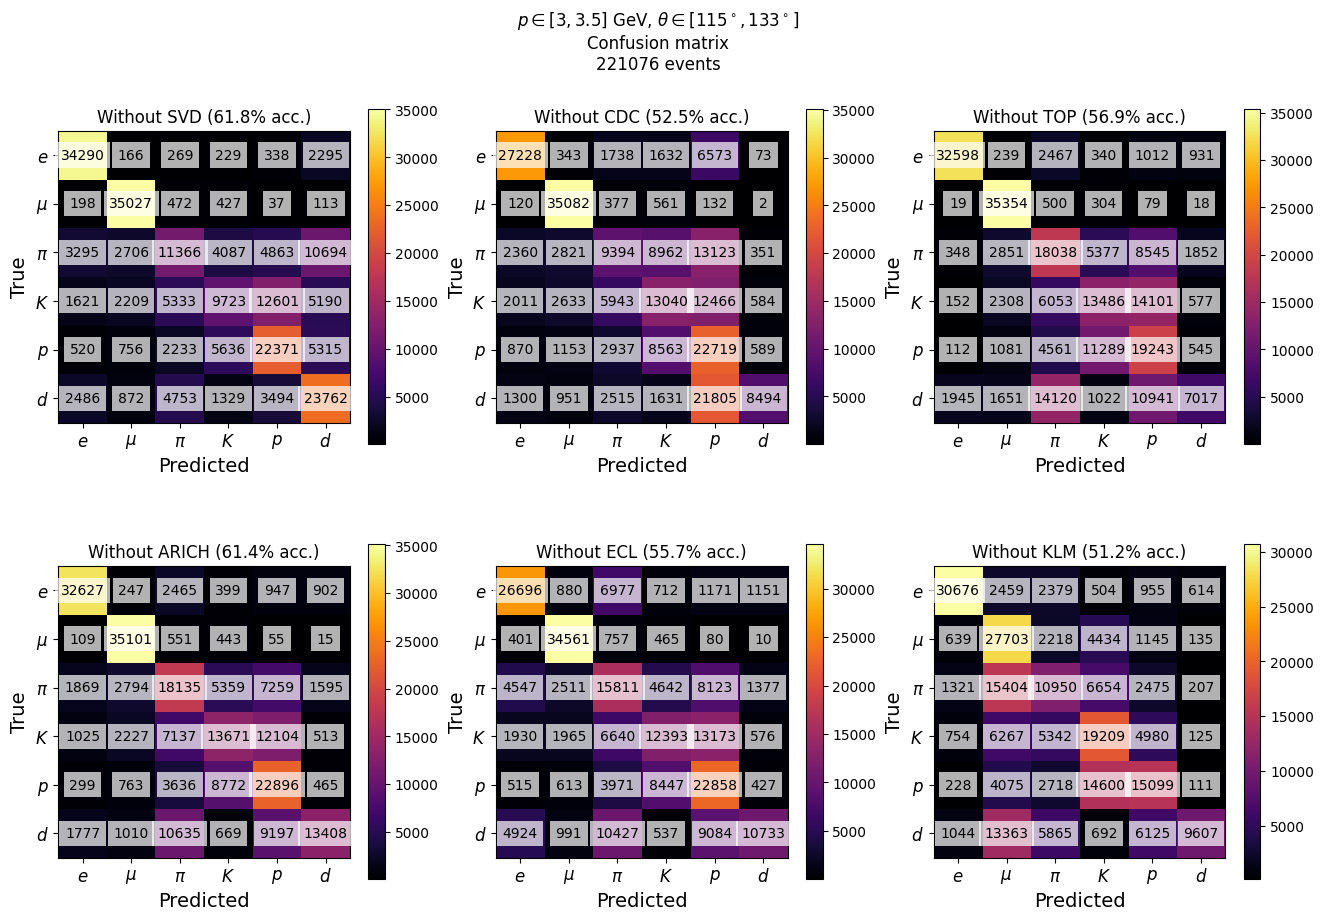 p ∈ [3, 3.5] GeV, θ ∈ [115°, 133°]
Confusion matrix
221076 events
Without SVD (61.8% acc.)
True
e 34290 166 269 229 338 2295
μ 198 35027 472 427 37 113
π 3295 2706 11366 4087 4863 10694
K 1621 2209 5333 9723 12601 5190
p 520 756 2233 5636 22371 5315
d 2486 872 4753 1329 3494 23762
e μ π K p d
Predicted
35000
30000
25000
20000
15000
10000
5000
Without CDC (52.5% acc.)
True
e 27228 343 1738 1632 6573 73
μ 120 35082 377 561 132 2
π 2360 2821 9394 8962 13123 351
K 2011 2633 5943 13040 12466 584
p 870 1153 2937 8563 22719 589
d 1300 951 2515 1631 21805 8494
e μ π K p d
Predicted
35000
30000
25000
20000
15000
10000
5000
Without TOP (56.9% acc.)
True
e 32598 239 2467 340 1012 931
μ 19 35354 500 304 79 18
π 348 2851 18038 5377 8545 1852
K 152 2308 6053 13486 14101 577
p 112 1081 4561 11289 19243 545
d 1945 1651 14120 1022 10941 7017
e μ π K p d
Predicted
35000
30000
25000
20000
15000
10000
5000
Without ARICH (61.4% acc.)
True
e 32627 247 2465 399 947 902
μ 109 35101 551 443 55 15
π 1869 2794 18135 5359 7259 1595
K 1025 2227 7137 13671 12104 513
p 299 763 3636 8772 22896 465
d 1777 1010 10635 669 9197 13408
e μ π K p d
Predicted
35000
30000
25000
20000
15000
10000
5000
Without ECL (55.7% acc.)
True
e 26696 880 6977 712 1171 1151
μ 401 34561 757 465 80 10
π 4547 2511 15811 4642 8123 1377
K 1930 1965 6640 12393 13173 576
p 515 613 3971 8447 22858 427
d 4924 991 10427 537 9084 10733
e μ π K p d
Predicted
30000
25000
20000
15000
10000
5000
Without KLM (51.2% acc.)
True
e 30676 2459 2379 504 955 614
μ 639 27703 2218 4434 1145 135
π 1321 15404 10950 6654 2475 207
K 754 6267 5342 19209 4980 125
p 228 4075 2718 14600 15099 111
d 1044 13363 5865 692 6125 9607
e μ π K p d
Predicted
30000
25000
20000
15000
10000
5000